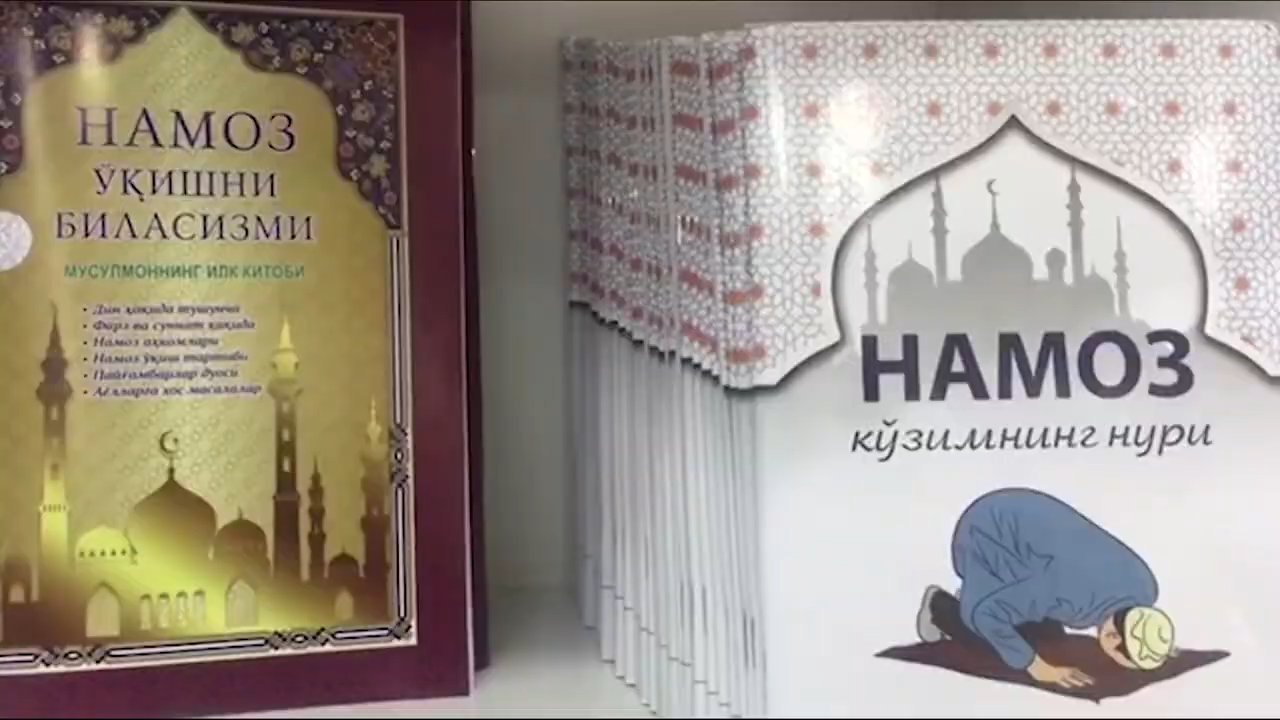 НАМОЗ
ЎҚИШНИ
БИЛАСИЗМИ
МУСУЛМОННИНГ ИЛК КИТОБИ
• Дин ҳақида тушунча
• Фарз ва суннат ҳақида
• Намоз аҳкомлари
• Намоз ўқиш тартиби
• Пайғамбарлар дуоси
• Аёлларга хос масалалар
НАМОЗ
кўзимнинг нури